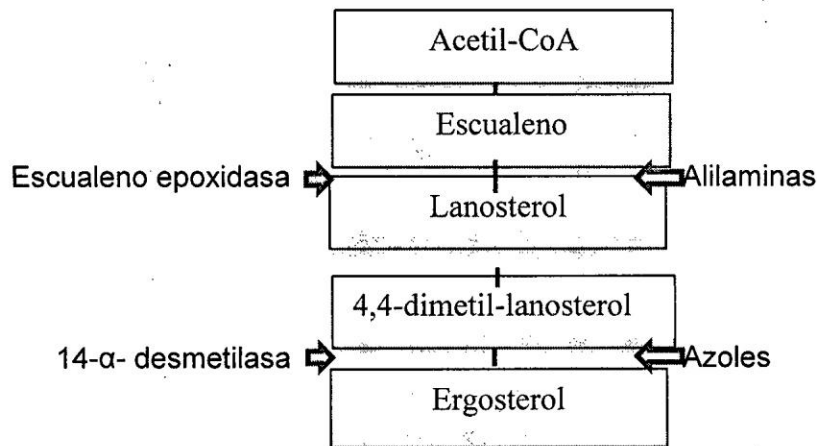 Acetil-CoA
Escualeno
Escualeno epoxidasa
Alilaminas
Lanosterol
4,4-dimetil-lanosterol
14-α- desmetilasa
Azoles
Ergosterol